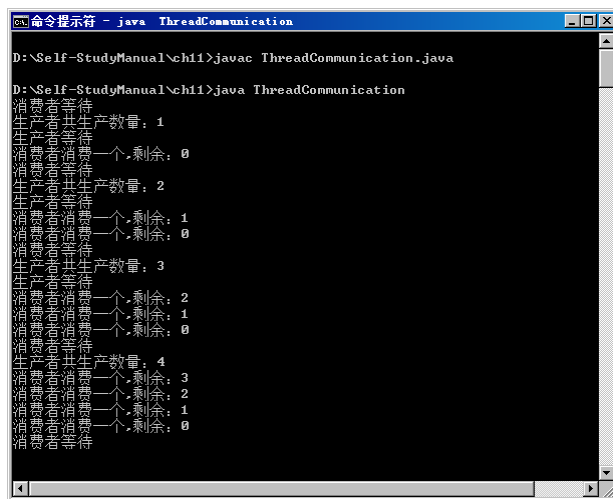 命令提示符 - java  ThreadCommunication
D:\Self-StudyManual\ch11>javac ThreadCommunication.java
D:\Self-StudyManual\ch11>java ThreadCommunication
消费者等待
生产者共生产数量：1
生产者等待
消费者消费一个,剩余：0
消费者等待
生产者共生产数量：2
生产者等待
消费者消费一个,剩余：1
消费者消费一个,剩余：0
消费者等待
生产者共生产数量：3
生产者等待
消费者消费一个,剩余：2
消费者消费一个,剩余：1
消费者消费一个,剩余：0
消费者等待
生产者共生产数量：4
消费者消费一个,剩余：3
消费者消费一个,剩余：2
消费者消费一个,剩余：1
消费者消费一个,剩余：0
消费者等待